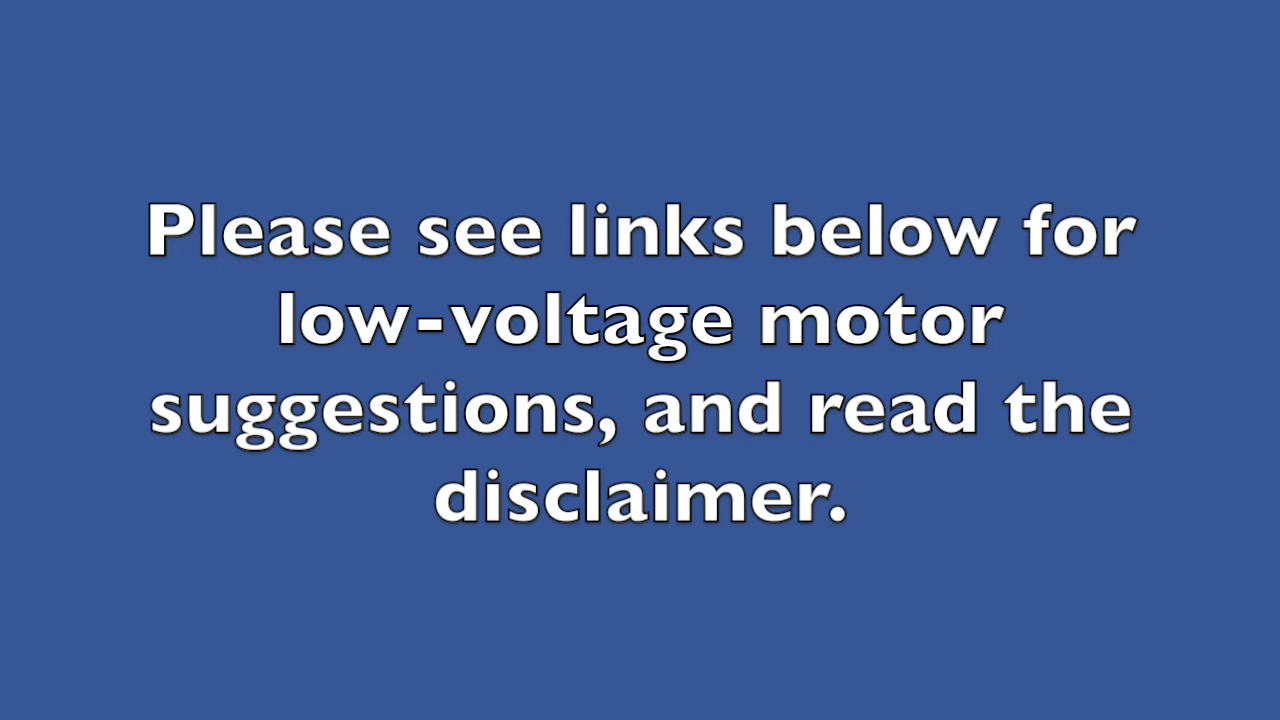 Please see links below for
low-voltage motor
suggestions, and read the
disclaimer.